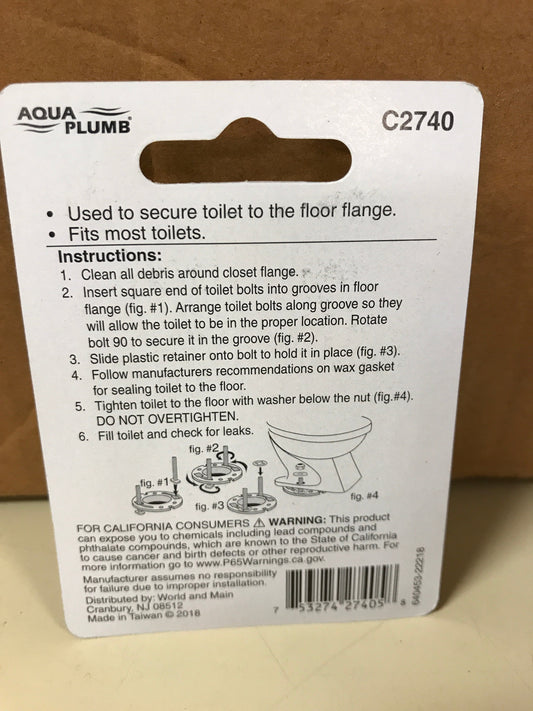 AQUA
PLUMB®
C2740
• Used to secure toilet to the floor flange.
• Fits most toilets.
Instructions:
1. Clean all debris around closet flange.
2. Insert square end of toilet bolts into grooves in floor
flange (fig. #1). Arrange toilet bolts along groove so they
will allow the toilet to be in the proper location. Rotate
bolt 90 to secure it in the groove (fig. #2).
3. Slide plastic retainer onto bolt to hold it in place (fig. #3).
4. Follow manufacturers recommendations on wax gasket
for sealing toilet to the floor.
5. Tighten toilet to the floor with washer below the nut (fig.#4).
DO NOT OVERTIGHTEN.
6. Fill toilet and check for leaks.
fig. #2
fig. #1
fig. #3
fig. #4
FOR CALIFORNIA CONSUMERS ⚠ WARNING: This product
can expose you to chemicals including lead compounds and
phthalate compounds, which are known to the State of California
to cause cancer and birth defects or other reproductive harm. For
more information go to www.P65Warnings.ca.gov.
Manufacturer assumes no responsibility
for failure due to improper installation.
Distributed by: World and Main
Cranbury, NJ 08512
Made in Taiwan © 2018
7 53274 27405 8
640453-22218